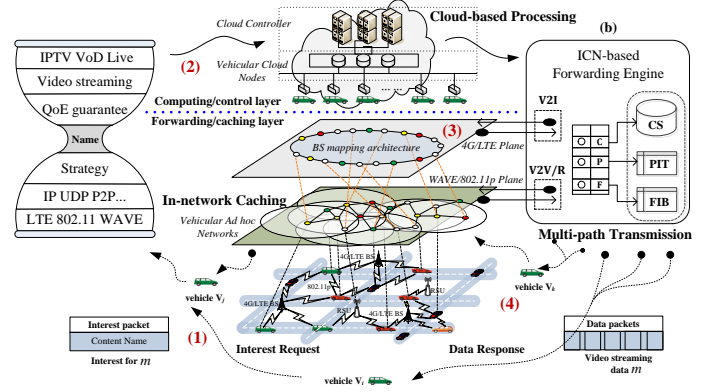 IPTV VoD Live
Video streaming
QoE guarantee
Name
Strategy
IP UDP P2P...
LTE 802.11 WAVE
(2)
Cloud Controller
Cloud-based Processing
Vehicular Cloud
Nodes
... ...
Computing/control layer
Forwarding/caching layer
(3)
BS mapping architecture
4G/LTE Plane
In-network Caching
WAVE/802.11p Plane
Vehicular Ad hoc
Networks
(b)
ICN-based
Forwarding Engine
V2I
V2V/R
C
P
F
CS
PIT
FIB
Multi-path Transmission
4G/LTE BS
802.11p
4G/LTE BS
RSU
RSU
4G/LTE BS
vehicle Vj
vehicle Vk
(4)
(1)
Interest packet
Content Name
Interest for m
Interest Request
Data Response
Data packets
Video streaming
data m
vehicle Vi